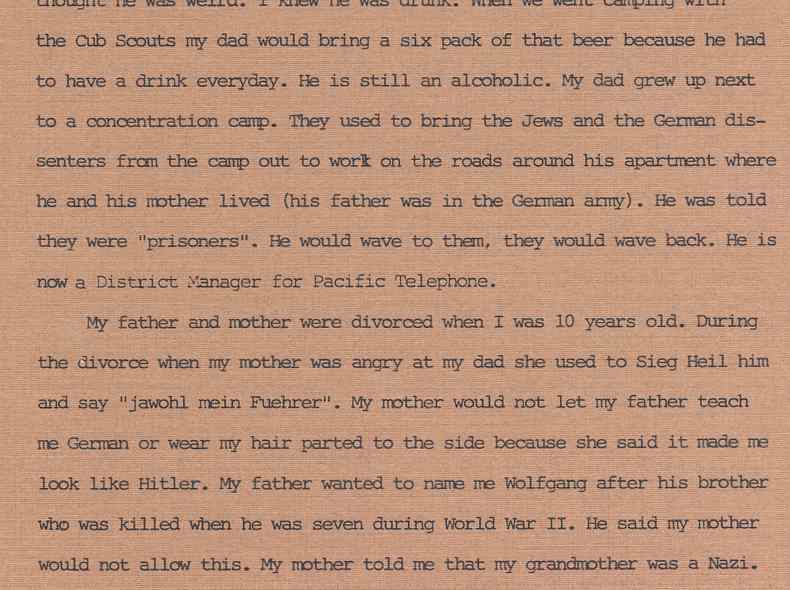 thought he was weird. I knew he was drunk. When we went camping with
the Cub Scouts my dad would bring a six pack of that beer because he had
to have a drink everyday. He is still an alcoholic. My dad grew up next
to a concentration camp. They used to bring the Jews and the German dis-
senters from the camp out to work on the roads around his apartment where
he and his mother lived (his father was in the German army). He was told
they were "prisoners". He would wave to them, they would wave back. He is
now a District Manager for Pacific Telephone.
My father and mother were divorced when I was 10 years old. During
the divorce when my mother was angry at my dad she used to Sieg Heil him
and say "jawohl mein Fuehrer". My mother would not let my father teach
me German or wear my hair parted to the side because she said it made me
look like Hitler. My father wanted to name me Wolfgang after his brother
who was killed when he was seven during World War II. He said my mother
would not allow this. My mother told me that my grandmother was a Nazi.